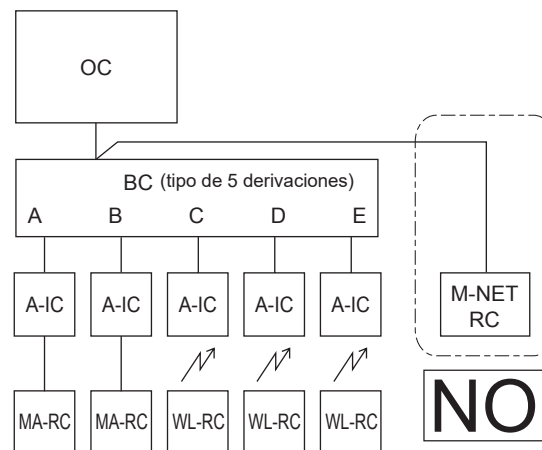 OC
BC (tipo de 5 derivaciones)
A B C D E
A-IC A-IC A-IC A-IC A-IC
M-NET
RC
MA-RC MA-RC WL-RC WL-RC WL-RC
NO